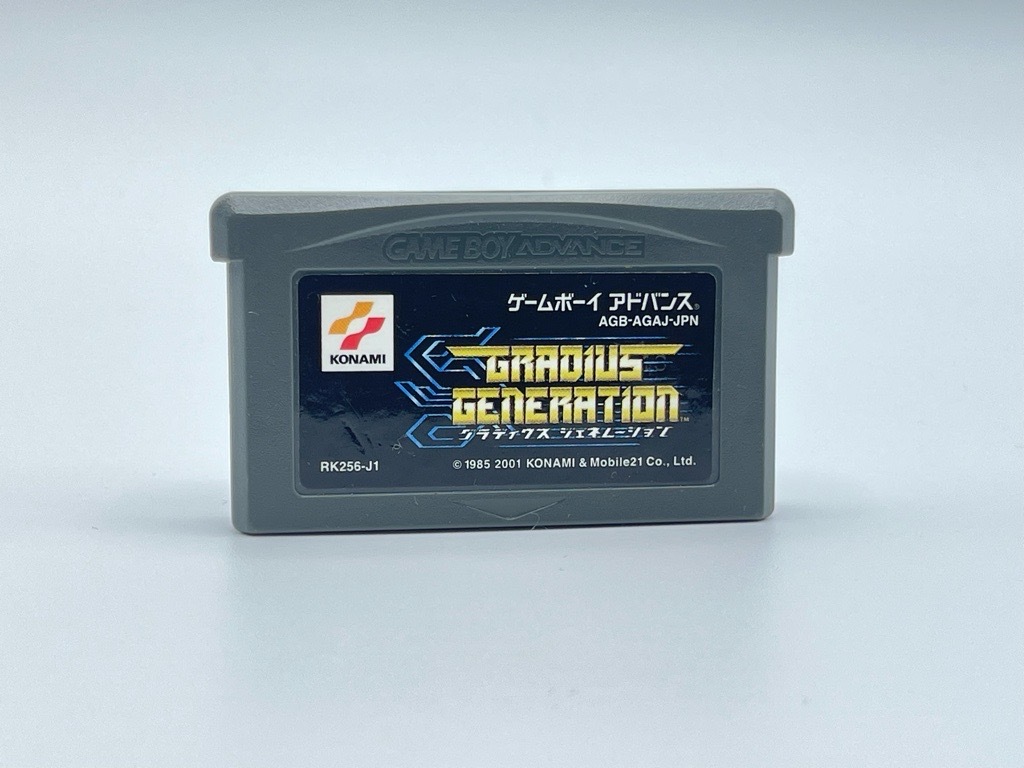 GAME BOY ADVANCE
KONAMI
ゲームボーイ アドバンス®
AGB-AGAJ-JPN
GRADIUS
GENERATION™
グラディウス ジェネレーション
RK256-J1
© 1985 2001 KONAMI & Mobile21 Co., Ltd.